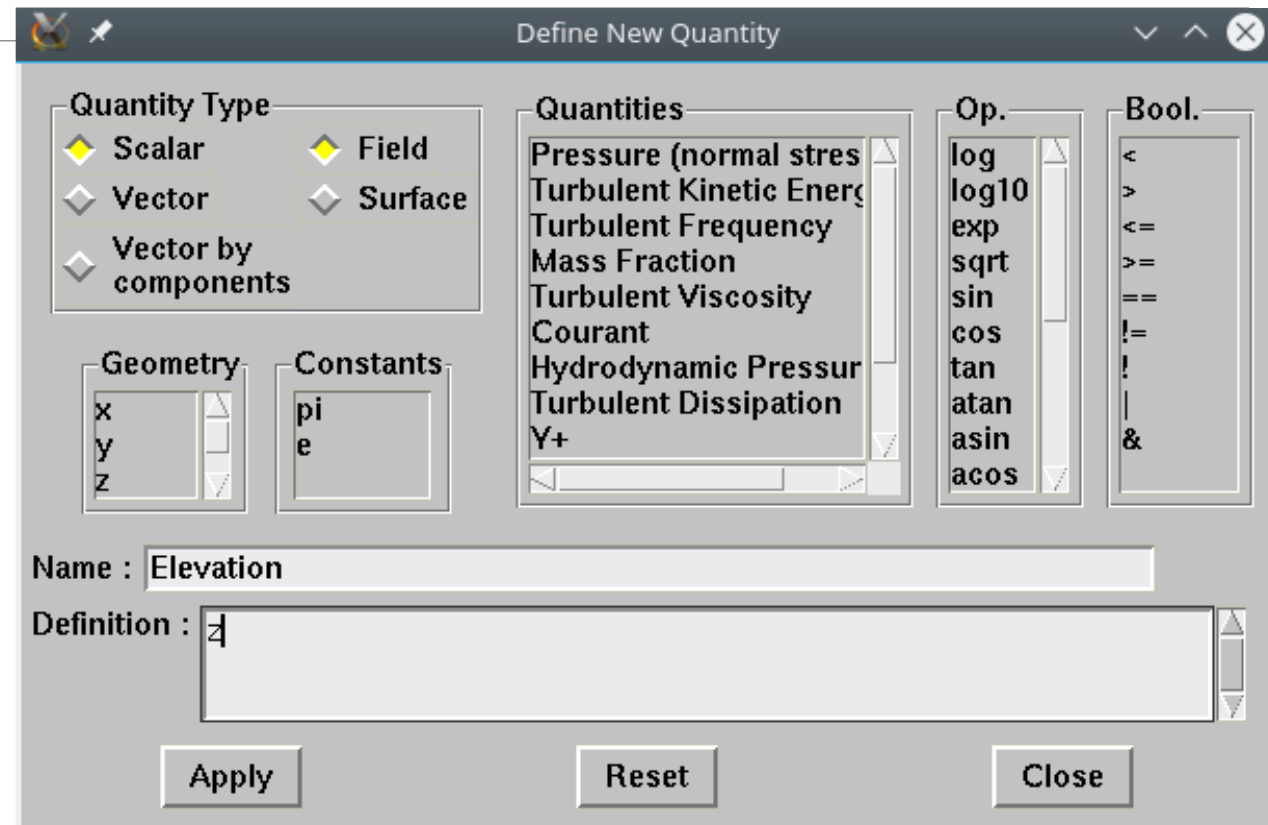 Define New Quantity
Quantity Type
Scalar
Field
Vector
Surface
Vector by
components
Geometry
x
y
z
Constants
pi
e
Quantities
Pressure (normal stres
Turbulent Kinetic Energ
Turbulent Frequency
Mass Fraction
Turbulent Viscosity
Courant
Hydrodynamic Pressur
Turbulent Dissipation
Y+
Op.
log
log10
exp
sqrt
sin
cos
tan
atan
asin
acos
Bool.
<
>
<=
>=
==
!=
!
|
&
Name : Elevation
Definition : z
Apply
Reset
Close